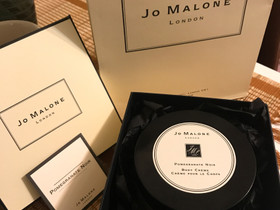 JO MALONE
LONDON
JO MALONE
LONDON
POMEGRANATE NOIR
JO MALONE
LONDON
POMEGRANATE NOIR
BODY CRÈME
CRÈME POUR LE CORPS